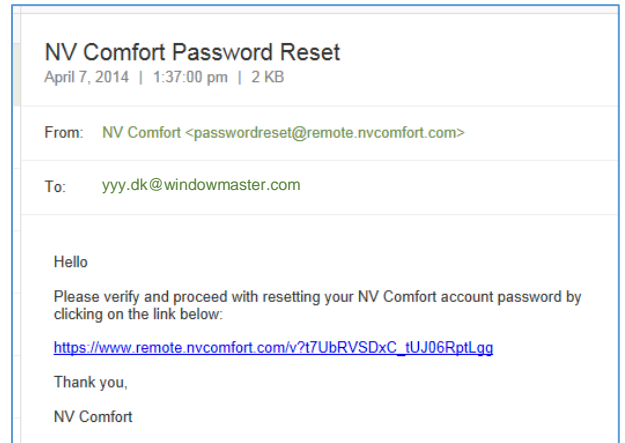 NV Comfort Password Reset
April 7, 2014 | 1:37:00 pm | 2 KB
From: NV Comfort <passwordreset@remote.nvcomfort.com>
To: yyy.dk@windowmaster.com
Hello
Please verify and proceed with resetting your NV Comfort account password by
clicking on the link below:
https://www.remote.nvcomfort.com/v?t7UbRVSDxC_tUJ06RptLgg
Thank you,
NV Comfort